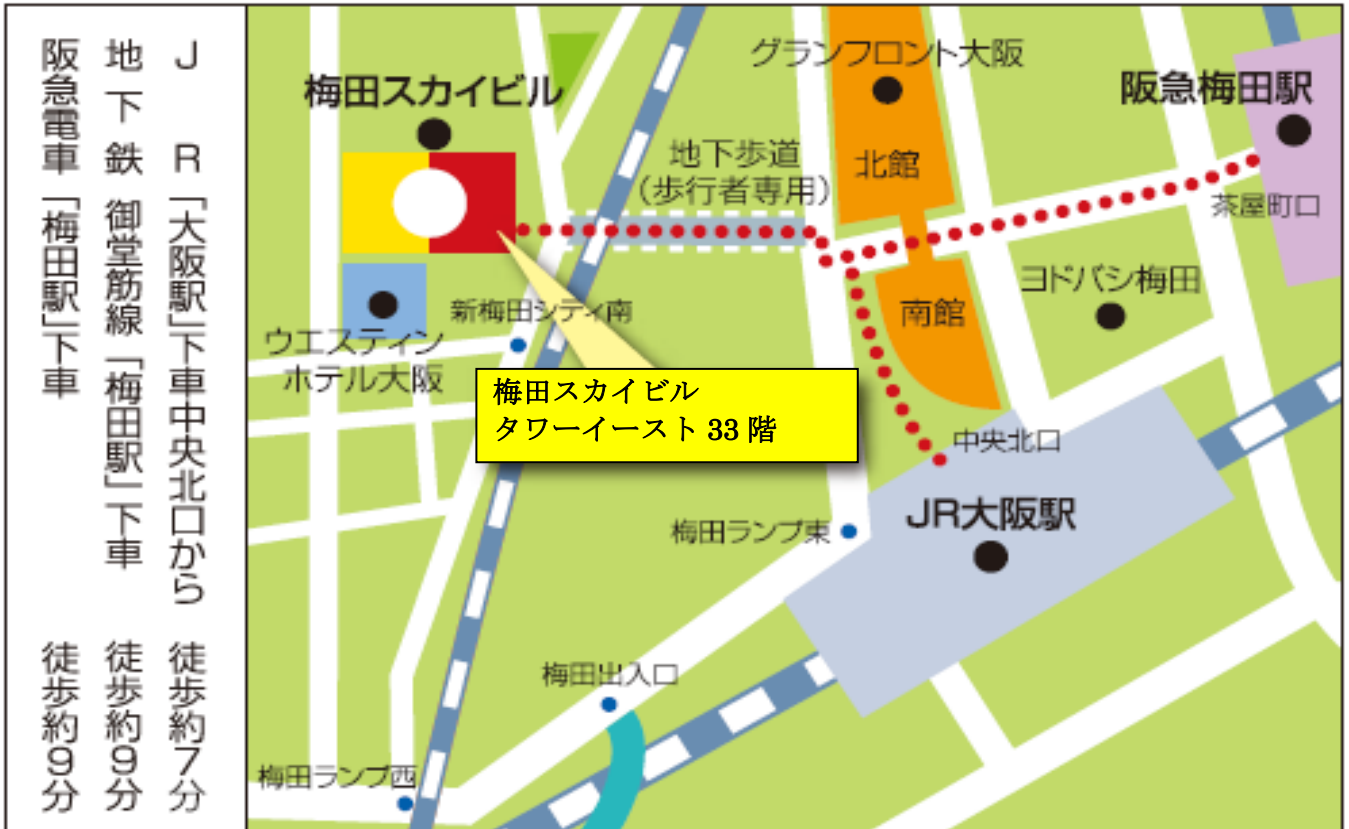 JR「大阪駅」下車中央北口から 徒歩約7分
地下鉄 御堂筋線「梅田駅」下車 徒歩約9分
阪急電車「梅田駅」下車 徒歩約9分
グランフロント大阪
梅田スカイビル
阪急梅田駅
地下歩道
(歩行者専用)
北館
茶屋町口
ヨドバシ梅田
新梅田シティ南
南館
ウエスティン
ホテル大阪
梅田スカイビル
タワーイースト 33 階
中央北口
JR大阪駅
梅田ランプ東
梅田出入口
梅田ランプ西